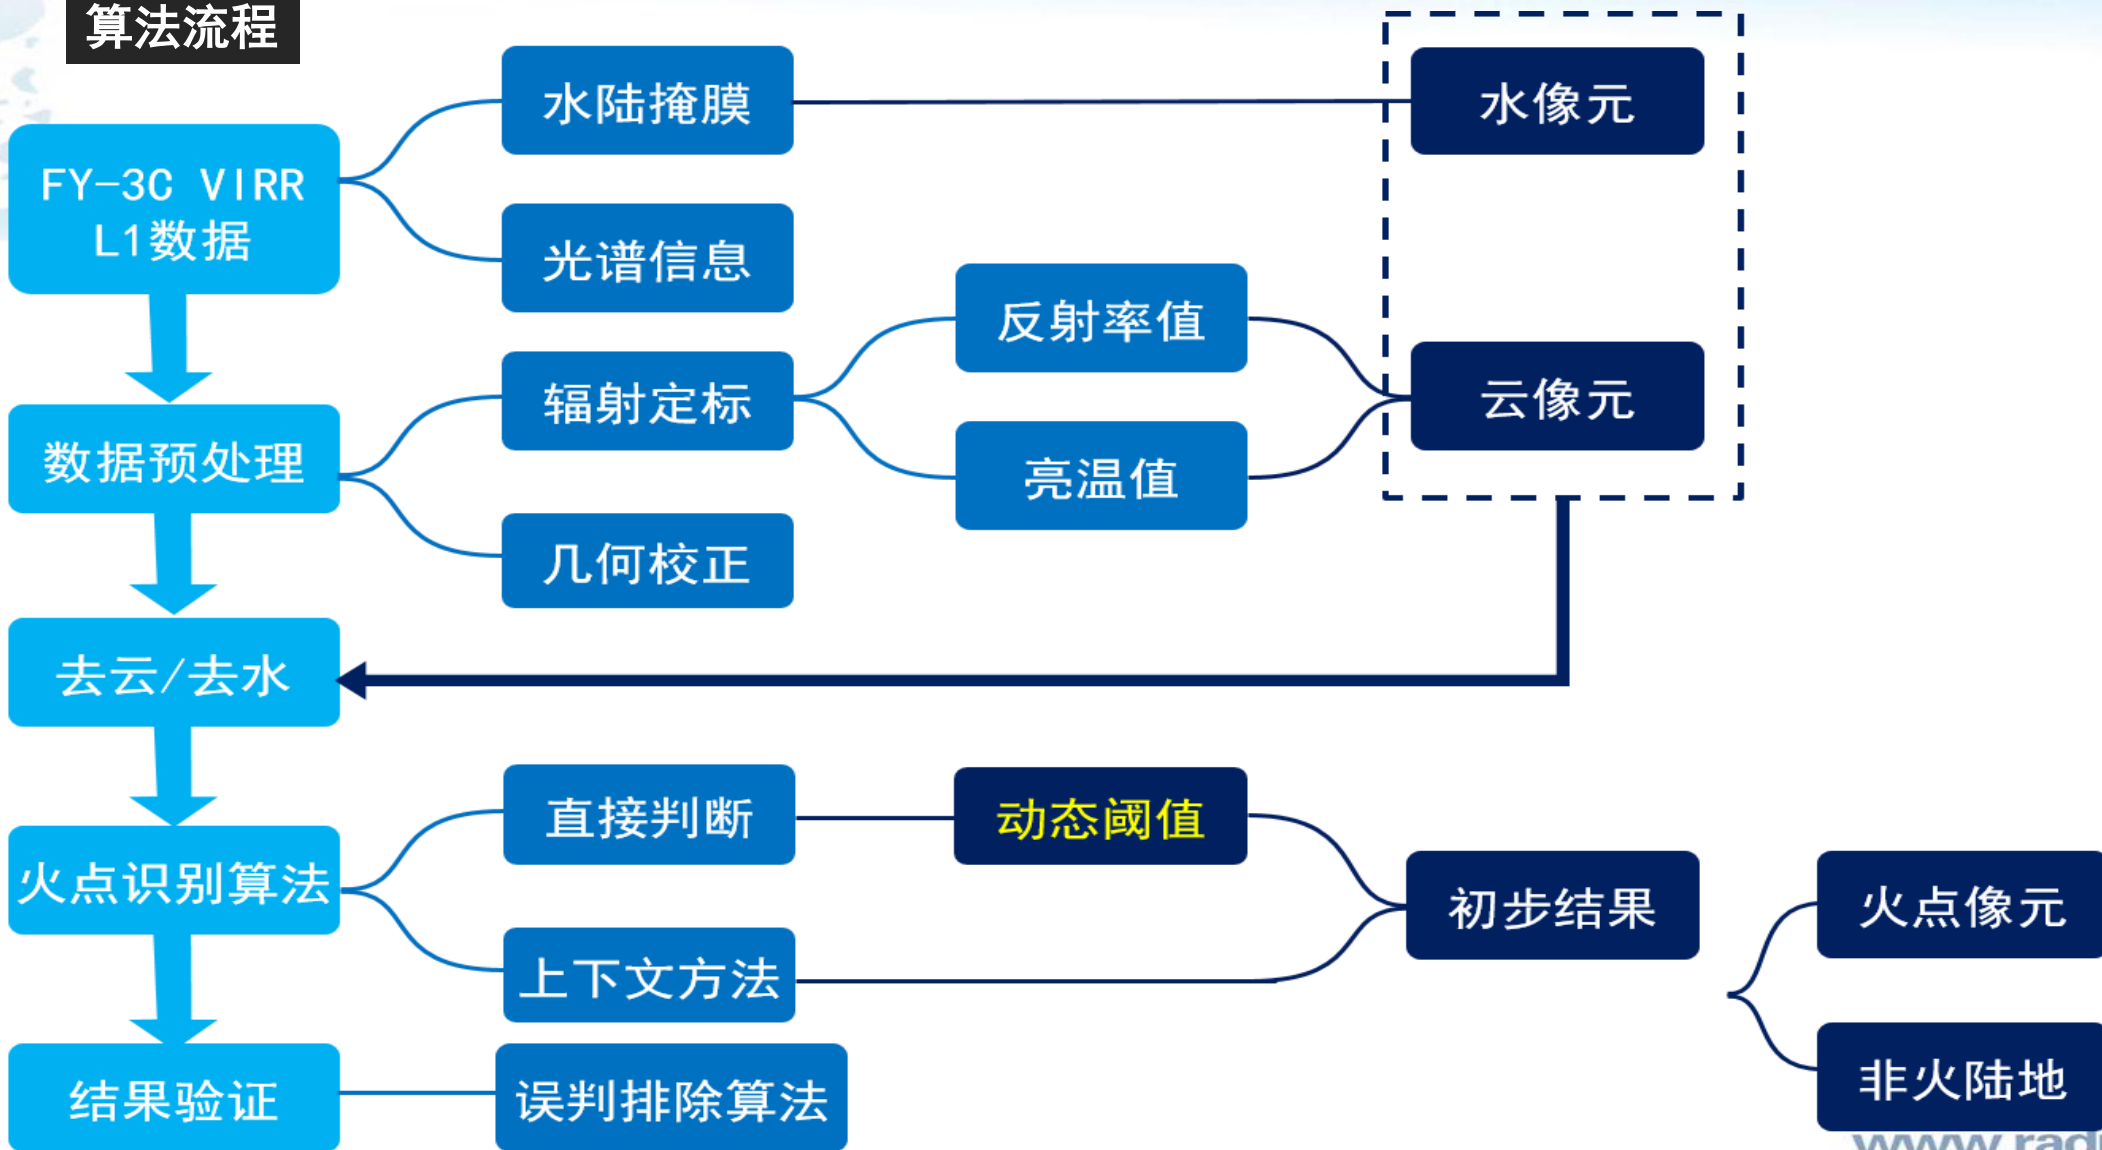 算法流程
水陆掩膜
水像元
FY-3C VIRR
L1数据
光谱信息
反射率值
辐射定标
云像元
数据预处理
亮温值
几何校正
去云/去水
直接判断
动态阈值
火点识别算法
初步结果
火点像元
上下文方法
结果验证
误判排除算法
非火陆地